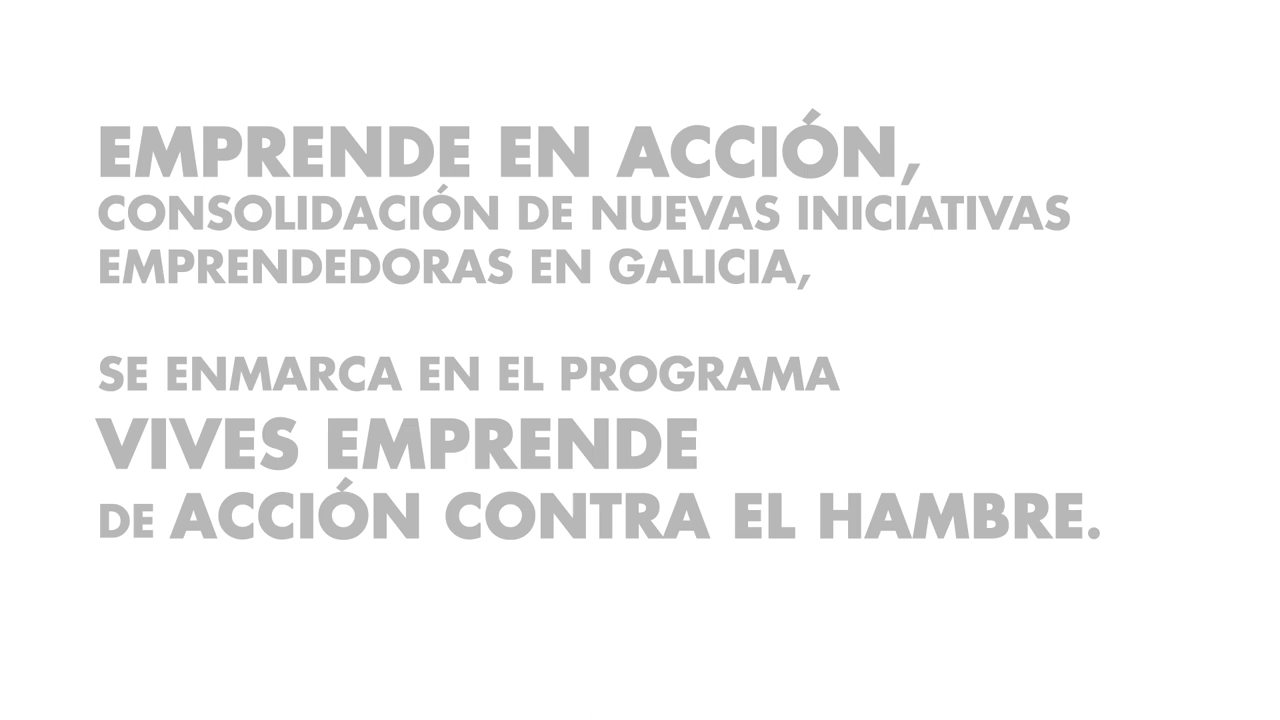 EMPRENDE EN ACCIÓN,
CONSOLIDACIÓN DE NUEVAS INICIATIVAS
EMPRENDEDORAS EN GALICIA,
SE ENMARCA EN EL PROGRAMA
VIVES EMPRENDE
DE ACCIÓN CONTRA EL HAMBRE.